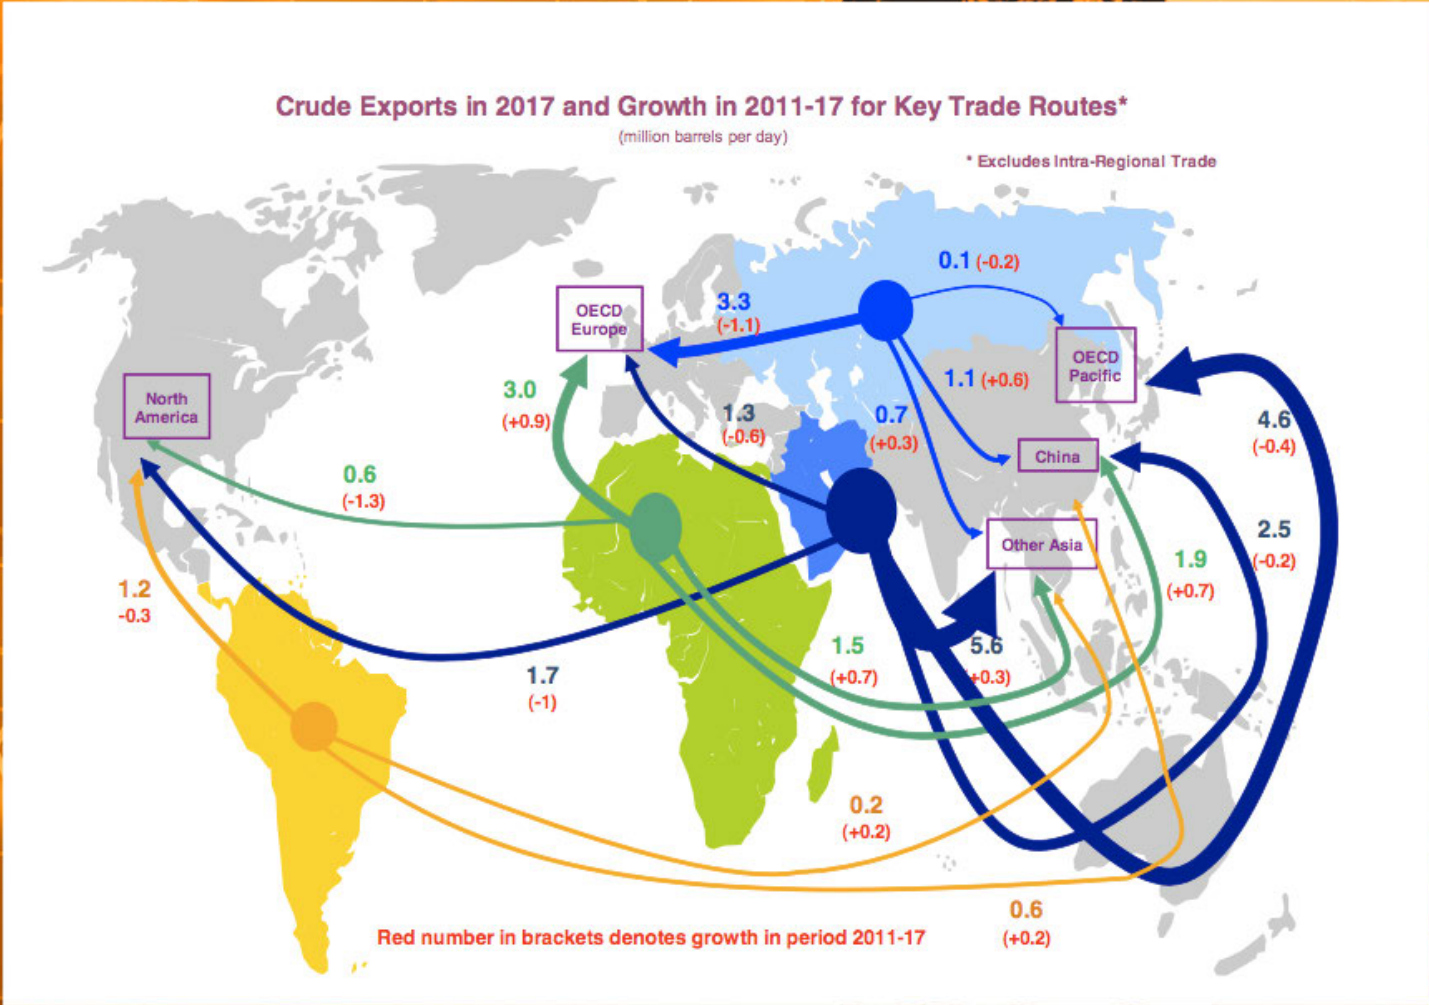 Crude Exports in 2017 and Growth in 2011-17 for Key Trade Routes*
(million barrels per day)
* Excludes Intra-Regional Trade
0.1 (-0.2)
OECD
Europe
3.3
(-1.1)
OECD
Pacific
North
America
3.0
(+0.9)
1.3
(-0.6)
0.7
(+0.3)
1.1 (+0.6)
4.6
(-0.4)
China
0.6
(-1.3)
Other Asia
2.5
(-0.2)
1.9
(+0.7)
1.2
-0.3
1.7
(-1)
1.5
(+0.7)
5.6
(+0.3)
0.2
(+0.2)
0.6
(+0.2)
Red number in brackets denotes growth in period 2011-17